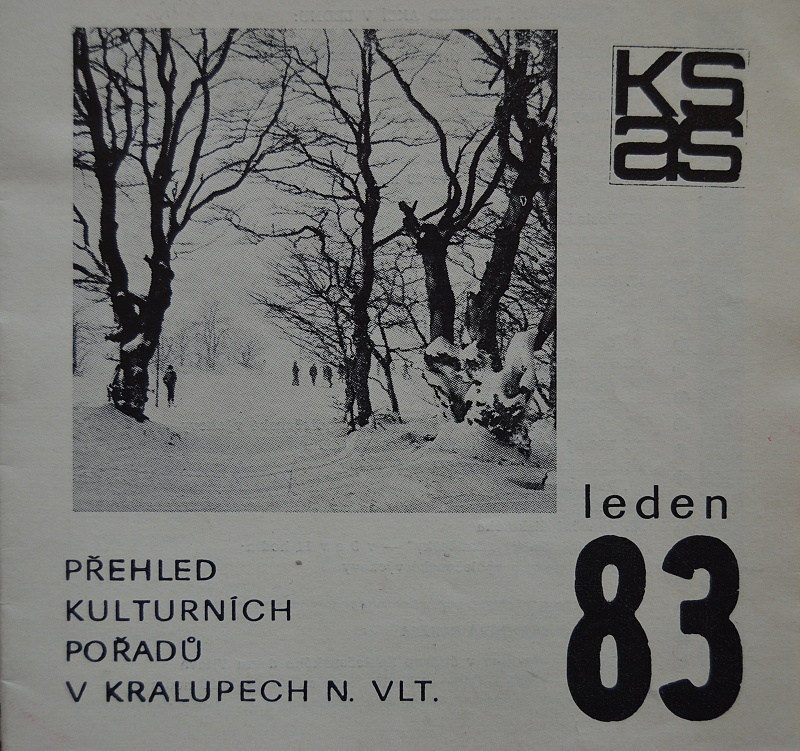 KS
as
leden
83
PŘEHLED
KULTURNÍCH
POŘADŮ
V KRALUPECH N. VLT.